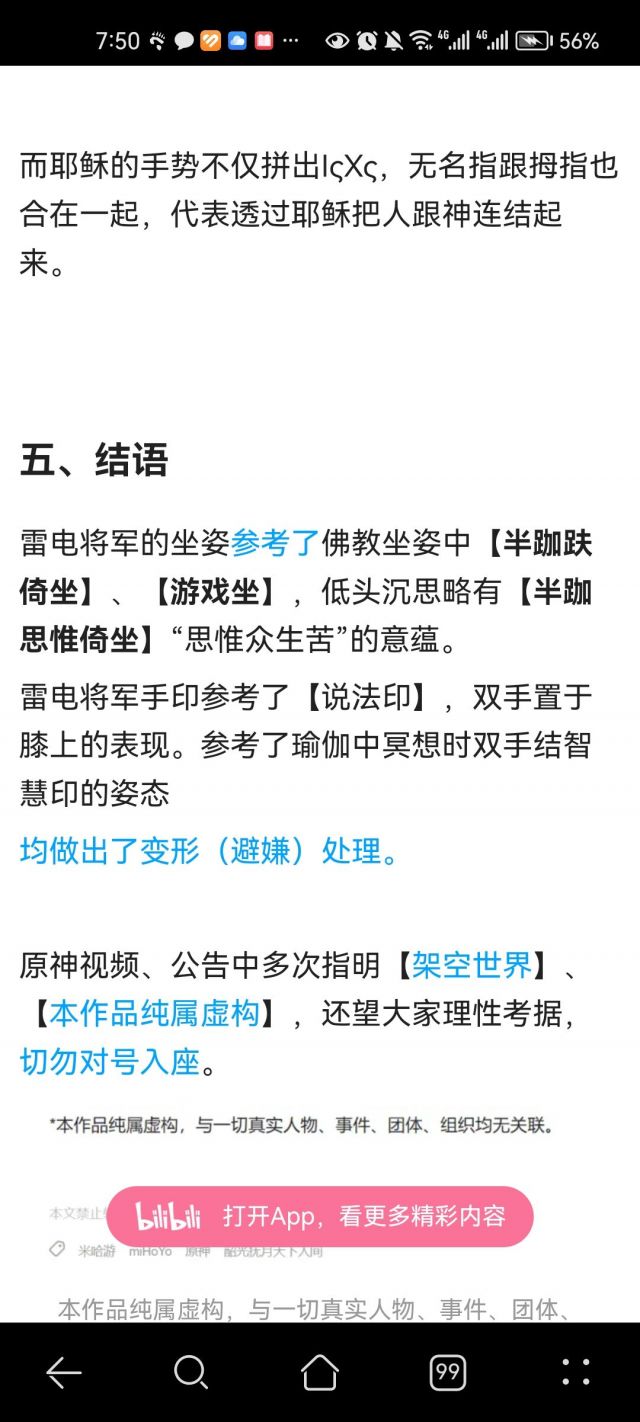 7:50
4G
4G
56%
而耶稣的手势不仅拼出IςXς，无名指跟拇指也
合在一起，代表透过耶稣把人跟神连结起
来。
五、结语
雷电将军的坐姿参考了佛教坐姿中【半跏趺
倚坐】、【游戏坐】，低头沉思略有【半跏
思惟倚坐】“思惟众生苦”的意蕴。
雷电将军手印参考了【说法印】，双手置于
膝上的表现。参考了瑜伽中冥想时双手结智
慧印的姿态
均做出了变形（避嫌）处理。
原神视频、公告中多次指明【架空世界】、
【本作品纯属虚构】，还望大家理性考据，
切勿对号入座。
*本作品纯属虚构，与一切真实人物、事件、团体、组织均无关联。
本文禁止
bilibili 打开App，看更多精彩内容
米哈游 miHoYo 原神 韶光抚月天下人间
本作品纯属虚构，与一切真实人物、事件、团体、
99